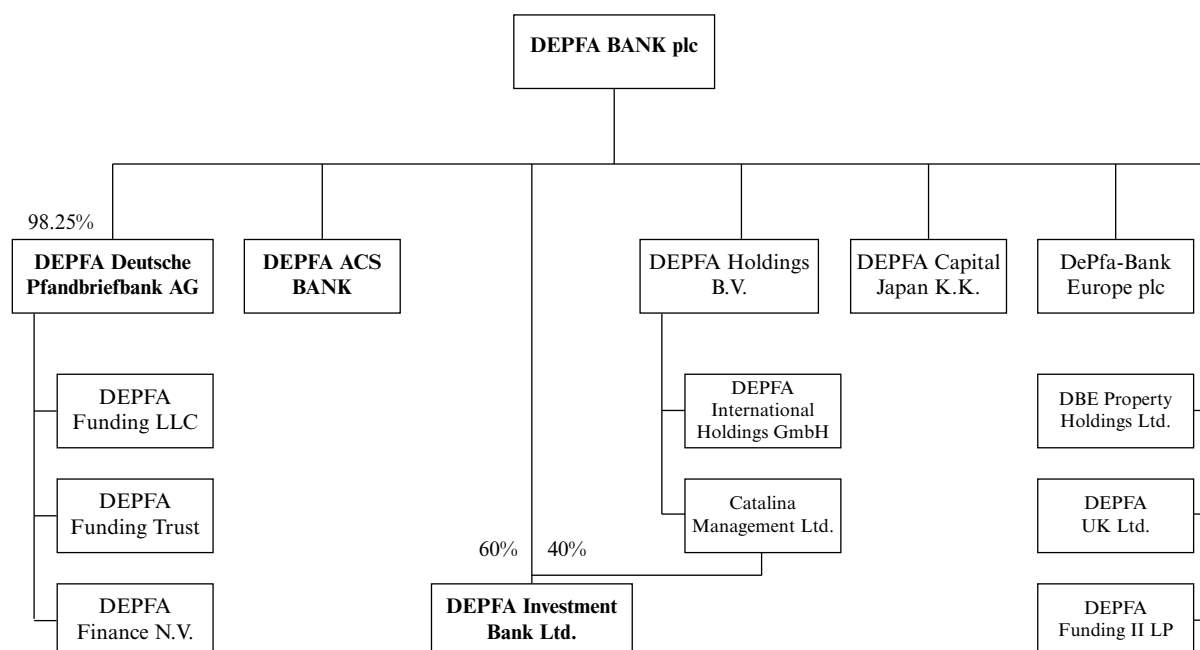 DEPFA BANK plc
98.25%
DEPFA Deutsche
Pfandbriefbank AG
DEPFA ACS
BANK
DEPFA Holdings
B.V.
DEPFA Capital
Japan K.K.
DePfa-Bank
Europe plc
DEPFA
Funding LLC
DEPFA
International
Holdings GmbH
DBE Property
Holdings Ltd.
DEPFA
Funding Trust
Catalina
Management Ltd.
DEPFA
UK Ltd.
60%
40%
DEPFA
Finance N.V.
DEPFA Investment
Bank Ltd.
DEPFA
Funding II LP